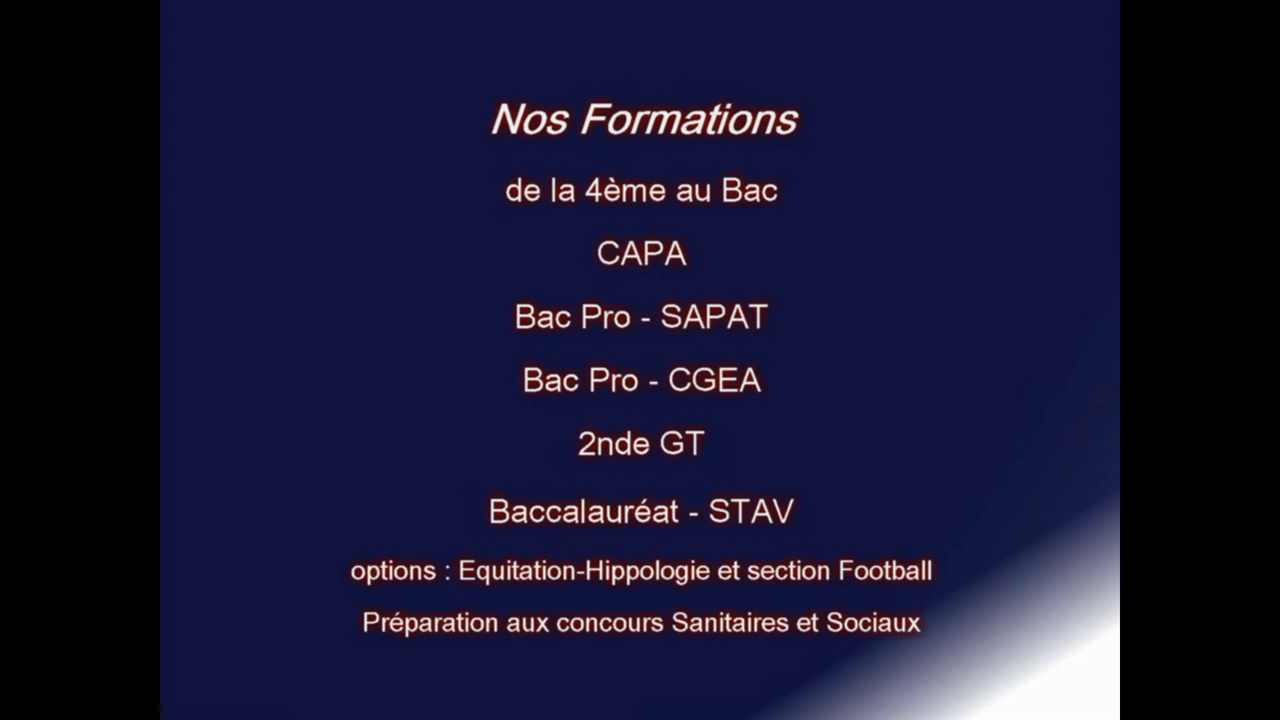 Nos Formations
de la 4ème au Bac
CAPA
Bac Pro - SAPAT
Bac Pro - CGEA
2nde GT
Baccalauréat - STAV
options : Equitation-Hippologie et section Football
Préparation aux concours Sanitaires et Sociaux